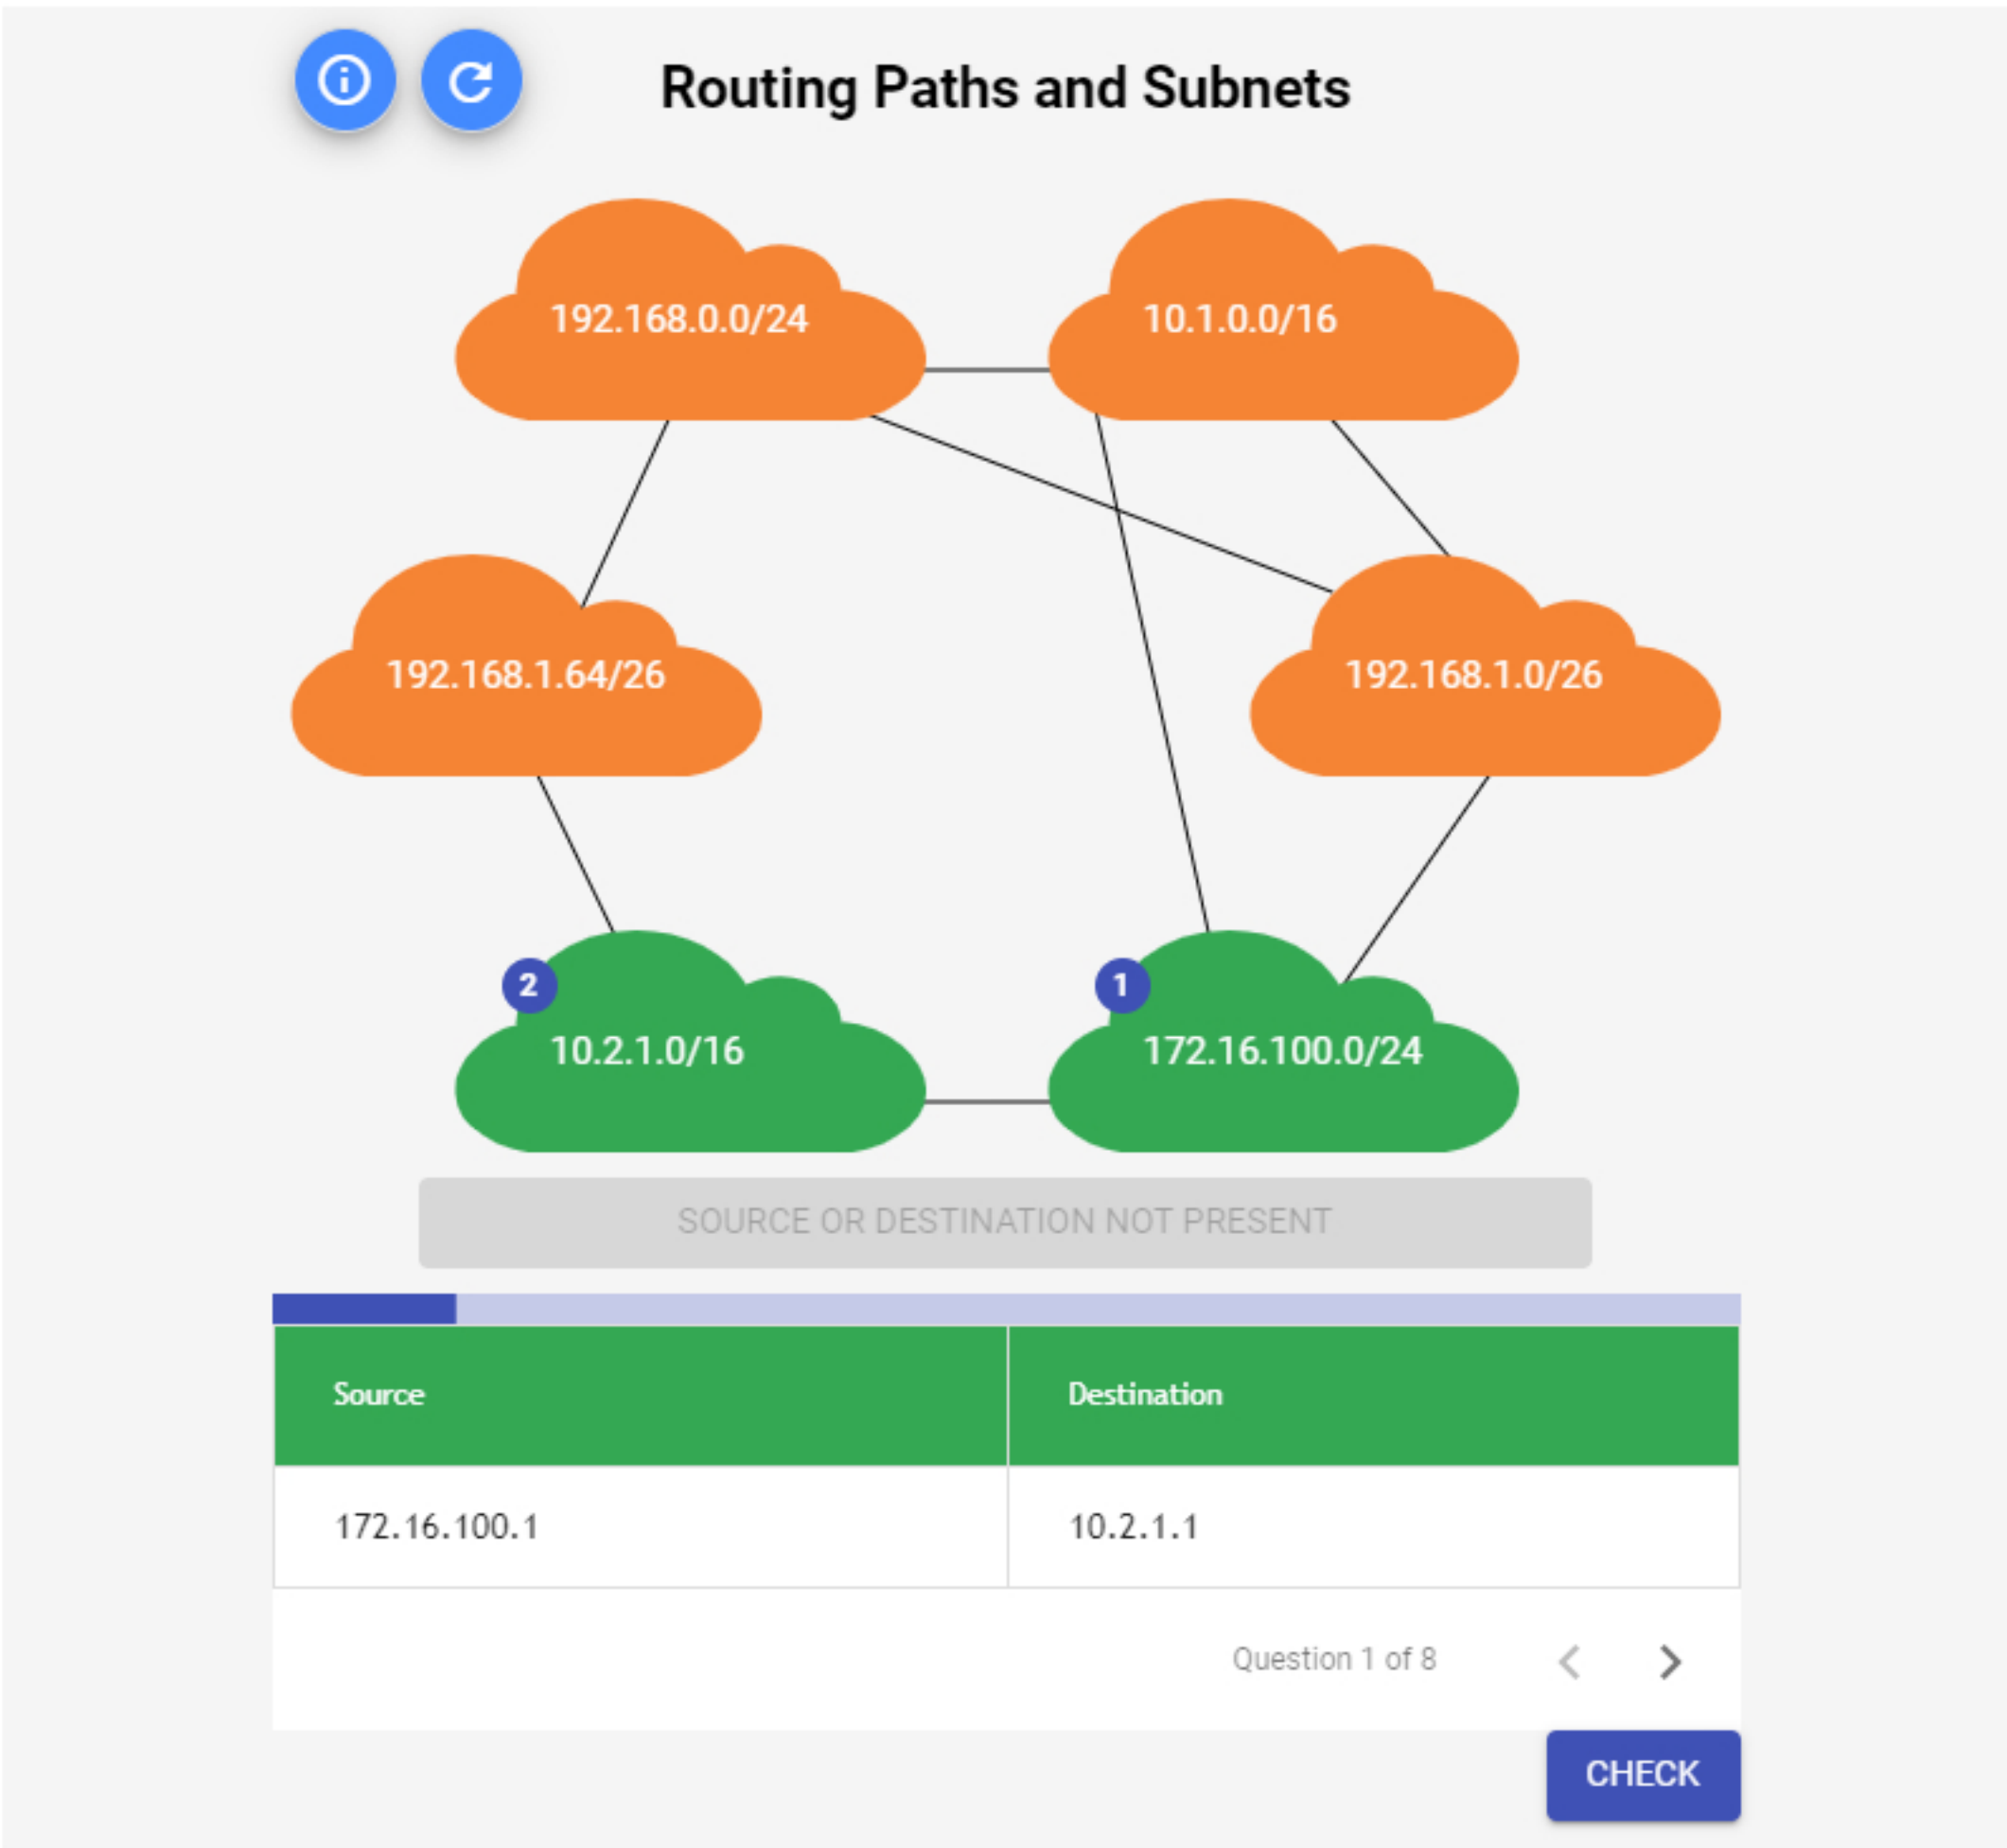 Routing Paths and Subnets
192.168.0.0/24
10.1.0.0/16
192.168.1.64/26
192.168.1.0/26
2
1
10.2.1.0/16
172.16.100.0/24
SOURCE OR DESTINATION NOT PRESENT
Source
Destination
172.16.100.1
10.2.1.1
Question 1 of 8
CHECK